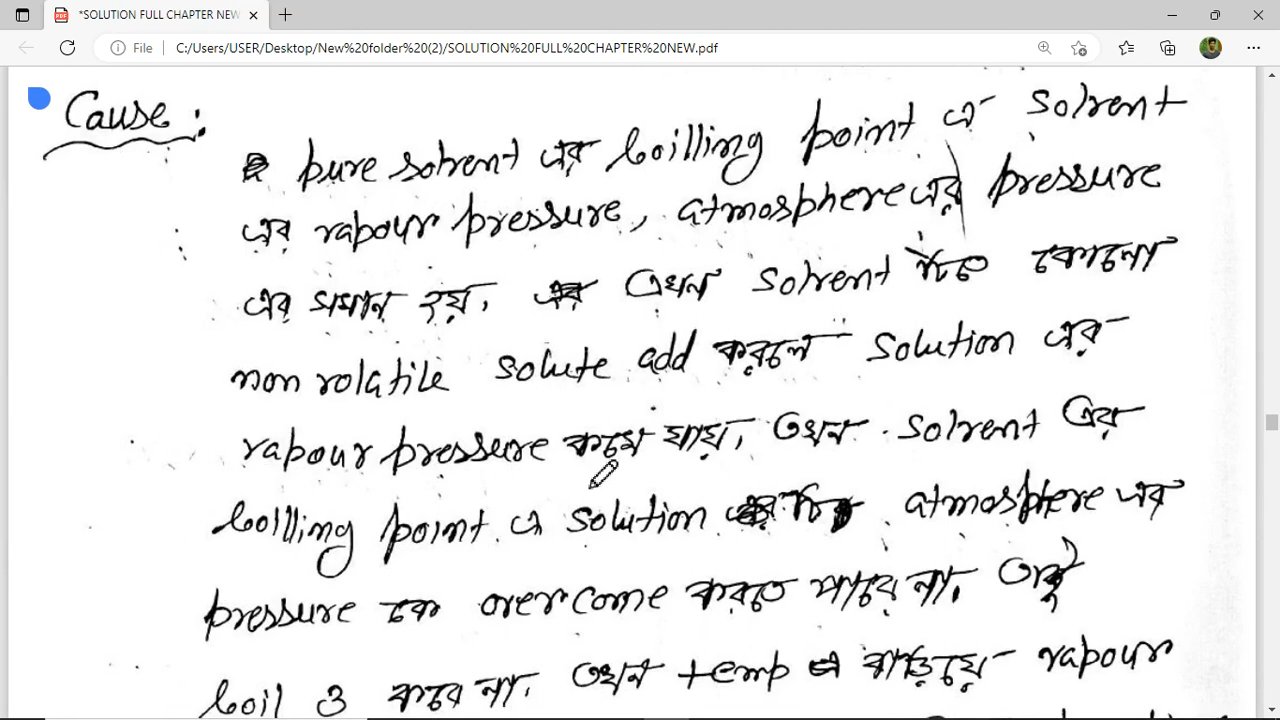 *SOLUTION FULL CHAPTER NEW
File C:/Users/USER/Desktop/New%20folder%20(2)/SOLUTION%20FULL%20CHAPTER%20NEW.pdf
Cause :
pure solvent এর boilling point এ solvent
এর vapour pressure, atmosphere এর pressure
এর সমান হয়, এখন solvent টিতে কোনো
non volatile solute add করলে solution এর
vapour pressure কমে যায়, তখন solvent এর
boilling point এ solution atmosphere এর
pressure কে overcome করতে পারে না. তাই
boil ও করে না. তখন temp বাড়িয়ে vapour